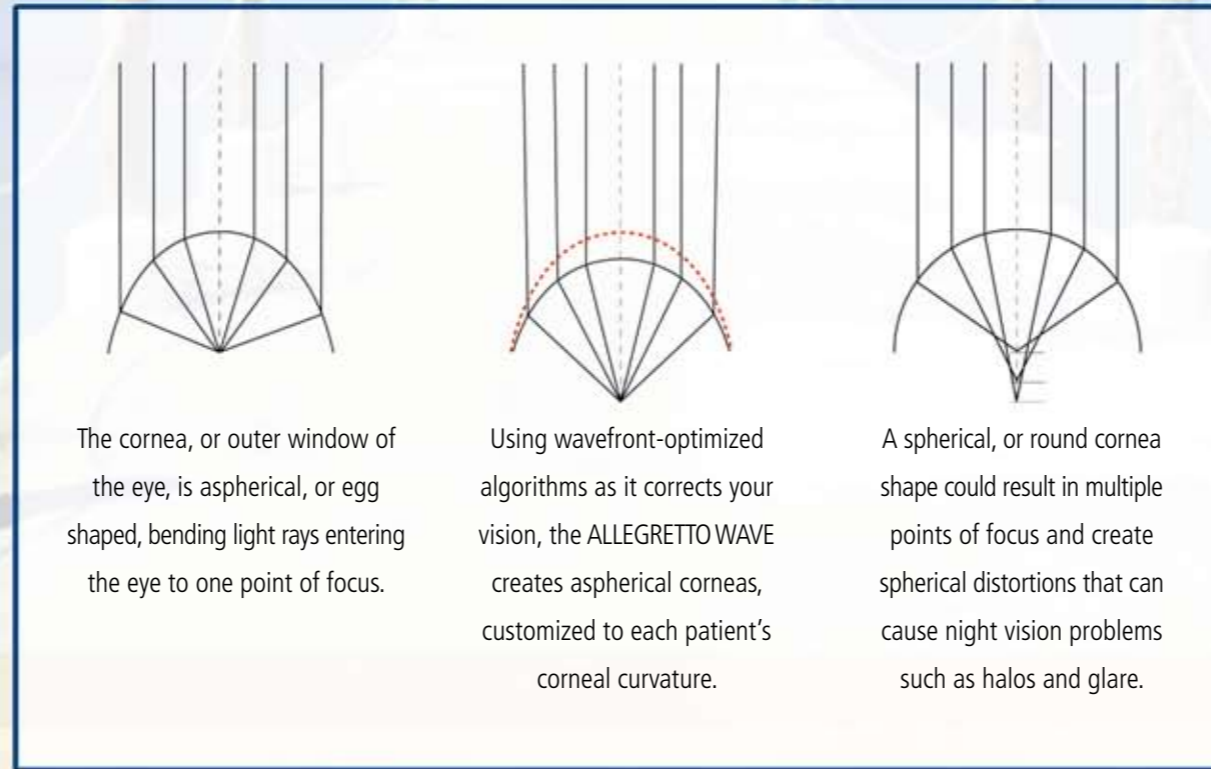 The cornea, or outer window of
the eye, is aspherical, or egg
shaped, bending light rays entering
the eye to one point of focus.
Using wavefront-optimized
algorithms as it corrects your
vision, the ALLEGRETTO WAVE
creates aspherical corneas,
customized to each patient's
corneal curvature.
A spherical, or round cornea
shape could result in multiple
points of focus and create
spherical distortions that can
cause night vision problems
such as halos and glare.